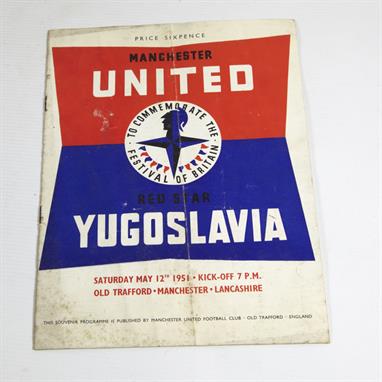 PRICE SIXPENCE
MANCHESTER
UNITED
· TO COMMEMORATE THE ·
FESTIVAL OF BRITAIN
RED STAR
YUGOSLAVIA
SATURDAY MAY 12TH 1951 · KICK-OFF 7 P.M.
OLD TRAFFORD · MANCHESTER · LANCASHIRE
THIS SOUVENIR PROGRAMME IS PUBLISHED BY MANCHESTER UNITED FOOTBALL CLUB · OLD TRAFFORD · ENGLAND